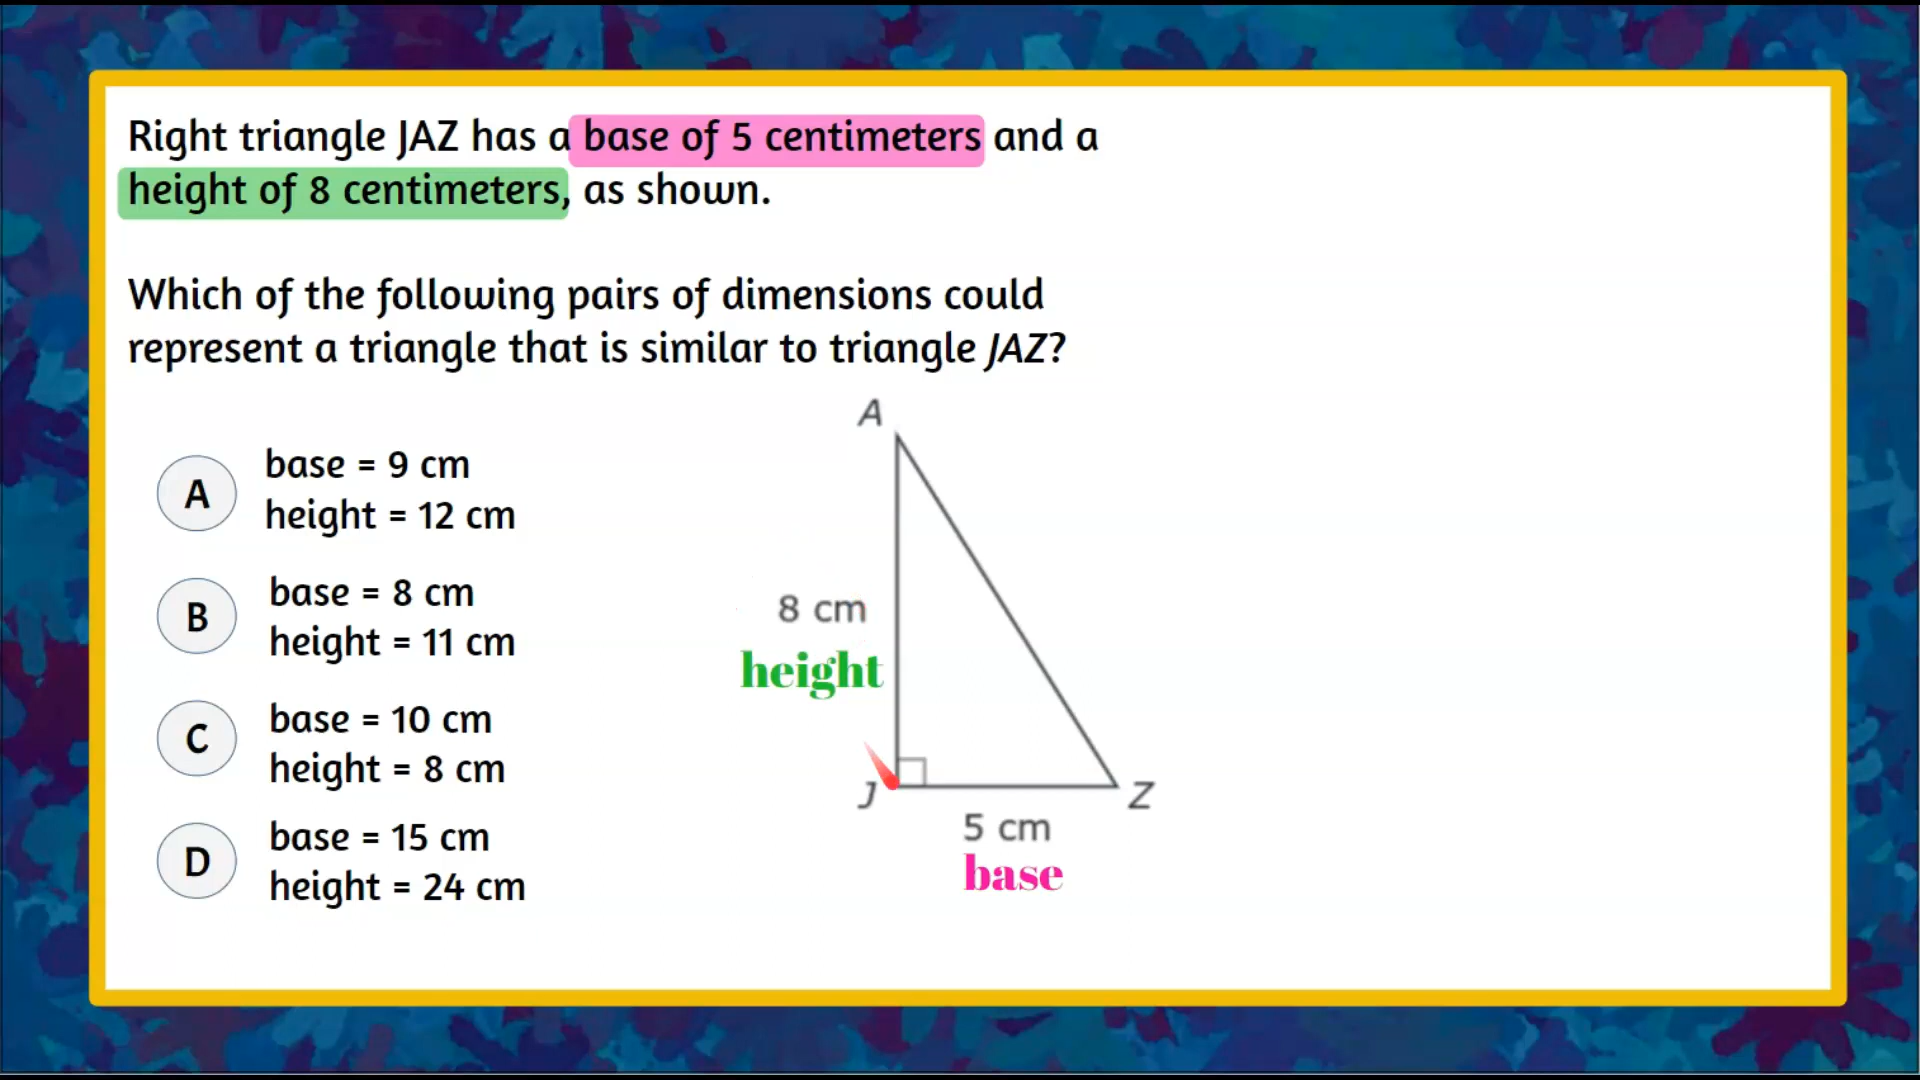 Right triangle JAZ has a base of 5 centimeters and a
height of 8 centimeters, as shown.
Which of the following pairs of dimensions could
represent a triangle that is similar to triangle JAZ?
A
base = 9 cm
height = 12 cm
B
base = 8 cm
height = 11 cm
C
base = 10 cm
height = 8 cm
D
base = 15 cm
height = 24 cm
A
8 cm
height
J
Z
5 cm
base